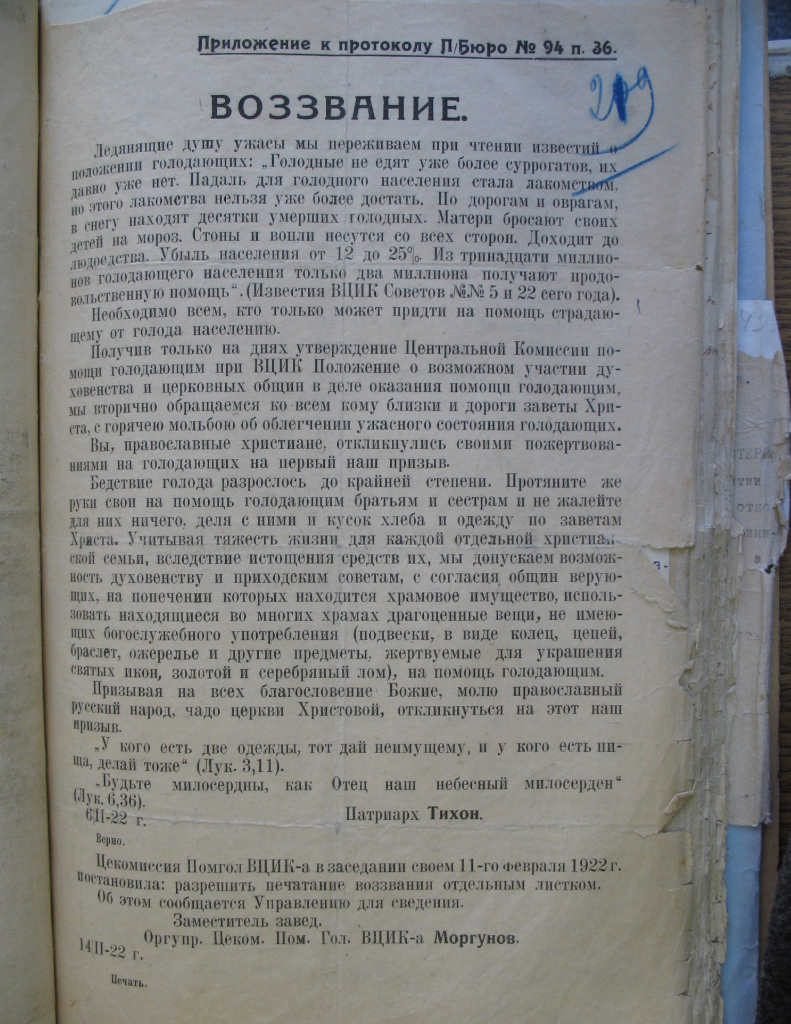 Приложение к протоколу П/Бюро № 94 п. 36.
219
ВОЗЗВАНИЕ.
Ледянящие душу ужасы мы переживаем при чтении известий о
положении голодающих: „Голодные не едят уже более суррогатов, их
давно уже нет. Падаль для голодного населения стала лакомством,
но этого лакомства нельзя уже более достать. По дорогам и оврагам,
в снегу находят десятки умерших голодных. Матери бросают своих
детей на мороз. Стоны и вопли несутся со всех сторон. Доходит до
людоедства. Убыль населения от 12 до 25%. Из тринадцати миллио-
нов голодающего населения только два миллиона получают продо-
вольственную помощь“. (Известия ВЦИК Советов №№ 5 и 22 сего года).
Необходимо всем, кто только может придти на помощь страдаю-
щему от голода населению.
Получив только на днях утверждение Центральной Комиссии по-
мощи голодающим при ВЦИК Положение о возможном участии ду-
ховенства и церковных общин в деле оказания помощи голодающим,
мы вторично обращаемся ко всем кому близки и дороги заветы Хри-
ста, с горячею мольбою об облегчении ужасного состояния голодающих.
Вы, православные христиане, откликнулись своими пожертвова-
ниями на голодающих на первый наш призыв.
Бедствие голода разрослось до крайней степени. Протяните же
руки свои на помощь голодающим братьям и сестрам и не жалейте
для них ничего, деля с ними и кусок хлеба и одежду по заветам
Христа. Учитывая тяжесть жизни для каждой отдельной христиан-
ской семьи, вследствие истощения средств их, мы допускаем возмож-
ность духовенству и приходским советам, с согласия общин верую-
щих, на попечении которых находится храмовое имущество, исполь-
зовать находящиеся во многих храмах драгоценные вещи, не имею-
щих богослужебного употребления (подвески, в виде колец, цепей,
браслет, ожерелье и другие предметы, жертвуемые для украшения
святых икон, золотой и серебряный лом), на помощь голодающим.
Призывая на всех благословение Божие, молю православный
русский народ, чадо церкви Христовой, откликнуться на этот наш
призыв.
„У кого есть две одежды, тот дай неимущему, и у кого есть пи-
ща, делай тоже“ (Лук. 3,11).
„Будьте милосердны, как Отец наш небесный милосерден“
(Лук. 6,36).
6/II-22 г. Патриарх Тихон.
Верно.
Цекомиссия Помгол ВЦИК-а в заседании своем 11-го февраля 1922 г.
постановила: разрешить печатание воззвания отдельным листком.
Об этом сообщается Управлению для сведения.
Заместитель завед.
Оргупр. Цеком. Пом. Гол. ВЦИК-а Моргунов.
14/II-22 г.
Печать.